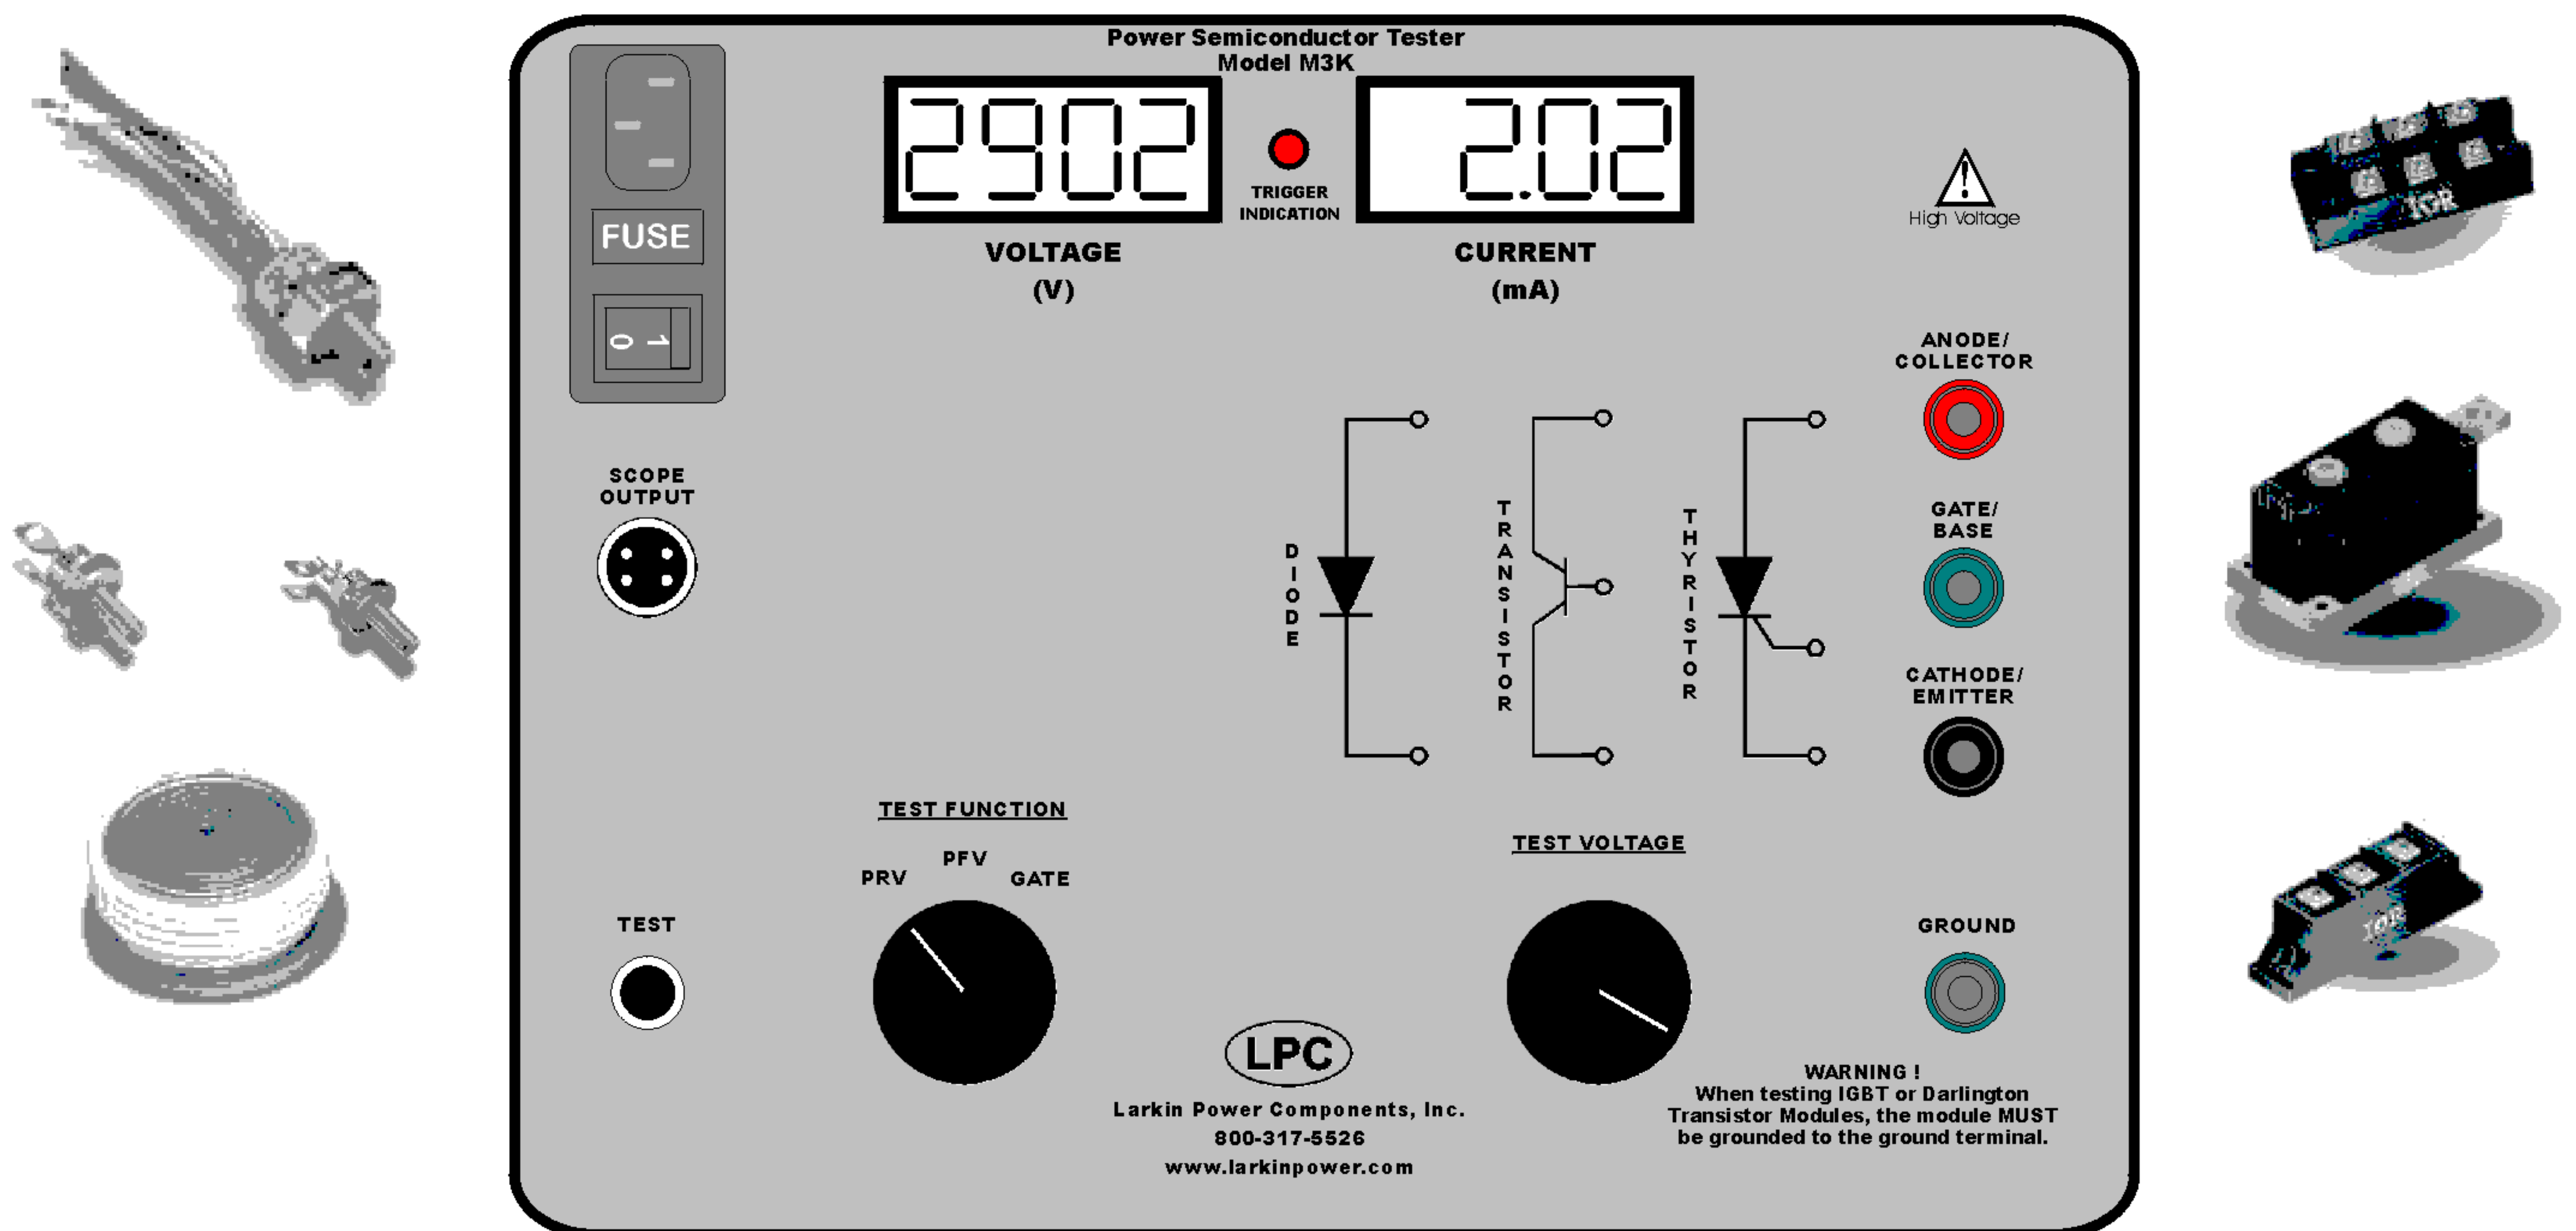 Power Semiconductor Tester
Model M3K
2902
2.02
TRIGGER
INDICATION
VOLTAGE
(V)
CURRENT
(mA)
High Voltage
FUSE
0 1
SCOPE
OUTPUT
DIODE
TRANSISTOR
THYRISTOR
ANODE/
COLLECTOR
GATE/
BASE
CATHODE/
EMITTER
TEST FUNCTION
PRV
PFV
GATE
TEST VOLTAGE
TEST
GROUND
LPC
Larkin Power Components, Inc.
800-317-5526
www.larkinpower.com
WARNING !
When testing IGBT or Darlington
Transistor Modules, the module MUST
be grounded to the ground terminal.
IOR
IOR